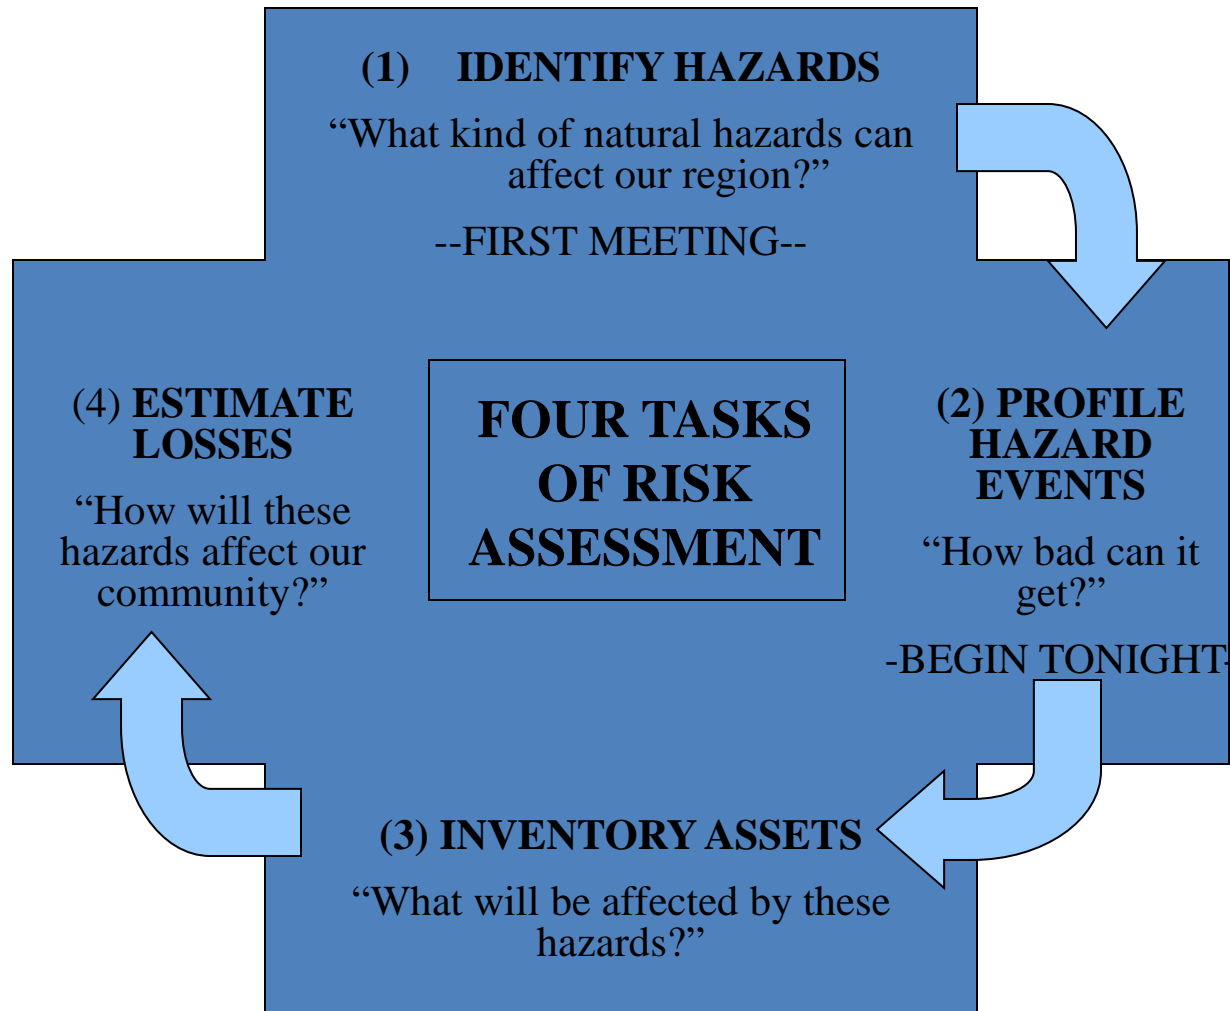 (1) IDENTIFY HAZARDS
“What kind of natural hazards can
affect our region?”
--FIRST MEETING--
(2) PROFILE
HAZARD
EVENTS
“How bad can it
get?”
-BEGIN TONIGHT-
(3) INVENTORY ASSETS
“What will be affected by these
hazards?”
(4) ESTIMATE
LOSSES
“How will these
hazards affect our
community?”
FOUR TASKS
OF RISK
ASSESSMENT